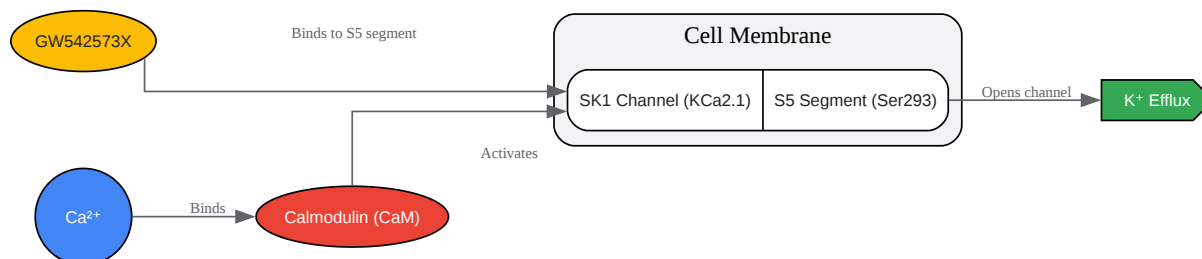 GW542573X
Binds to S5 segment
Cell Membrane
SK1 Channel (KCa2.1)
S5 Segment (Ser293)
Opens channel
K⁺ Efflux
Activates
Ca²⁺
Binds
Calmodulin (CaM)